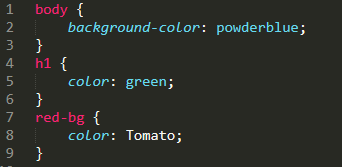 1 body {
2 background-color: powderblue;
3 }
4 h1 {
5 color: green;
6 }
7 red-bg {
8 color: Tomato;
9 }